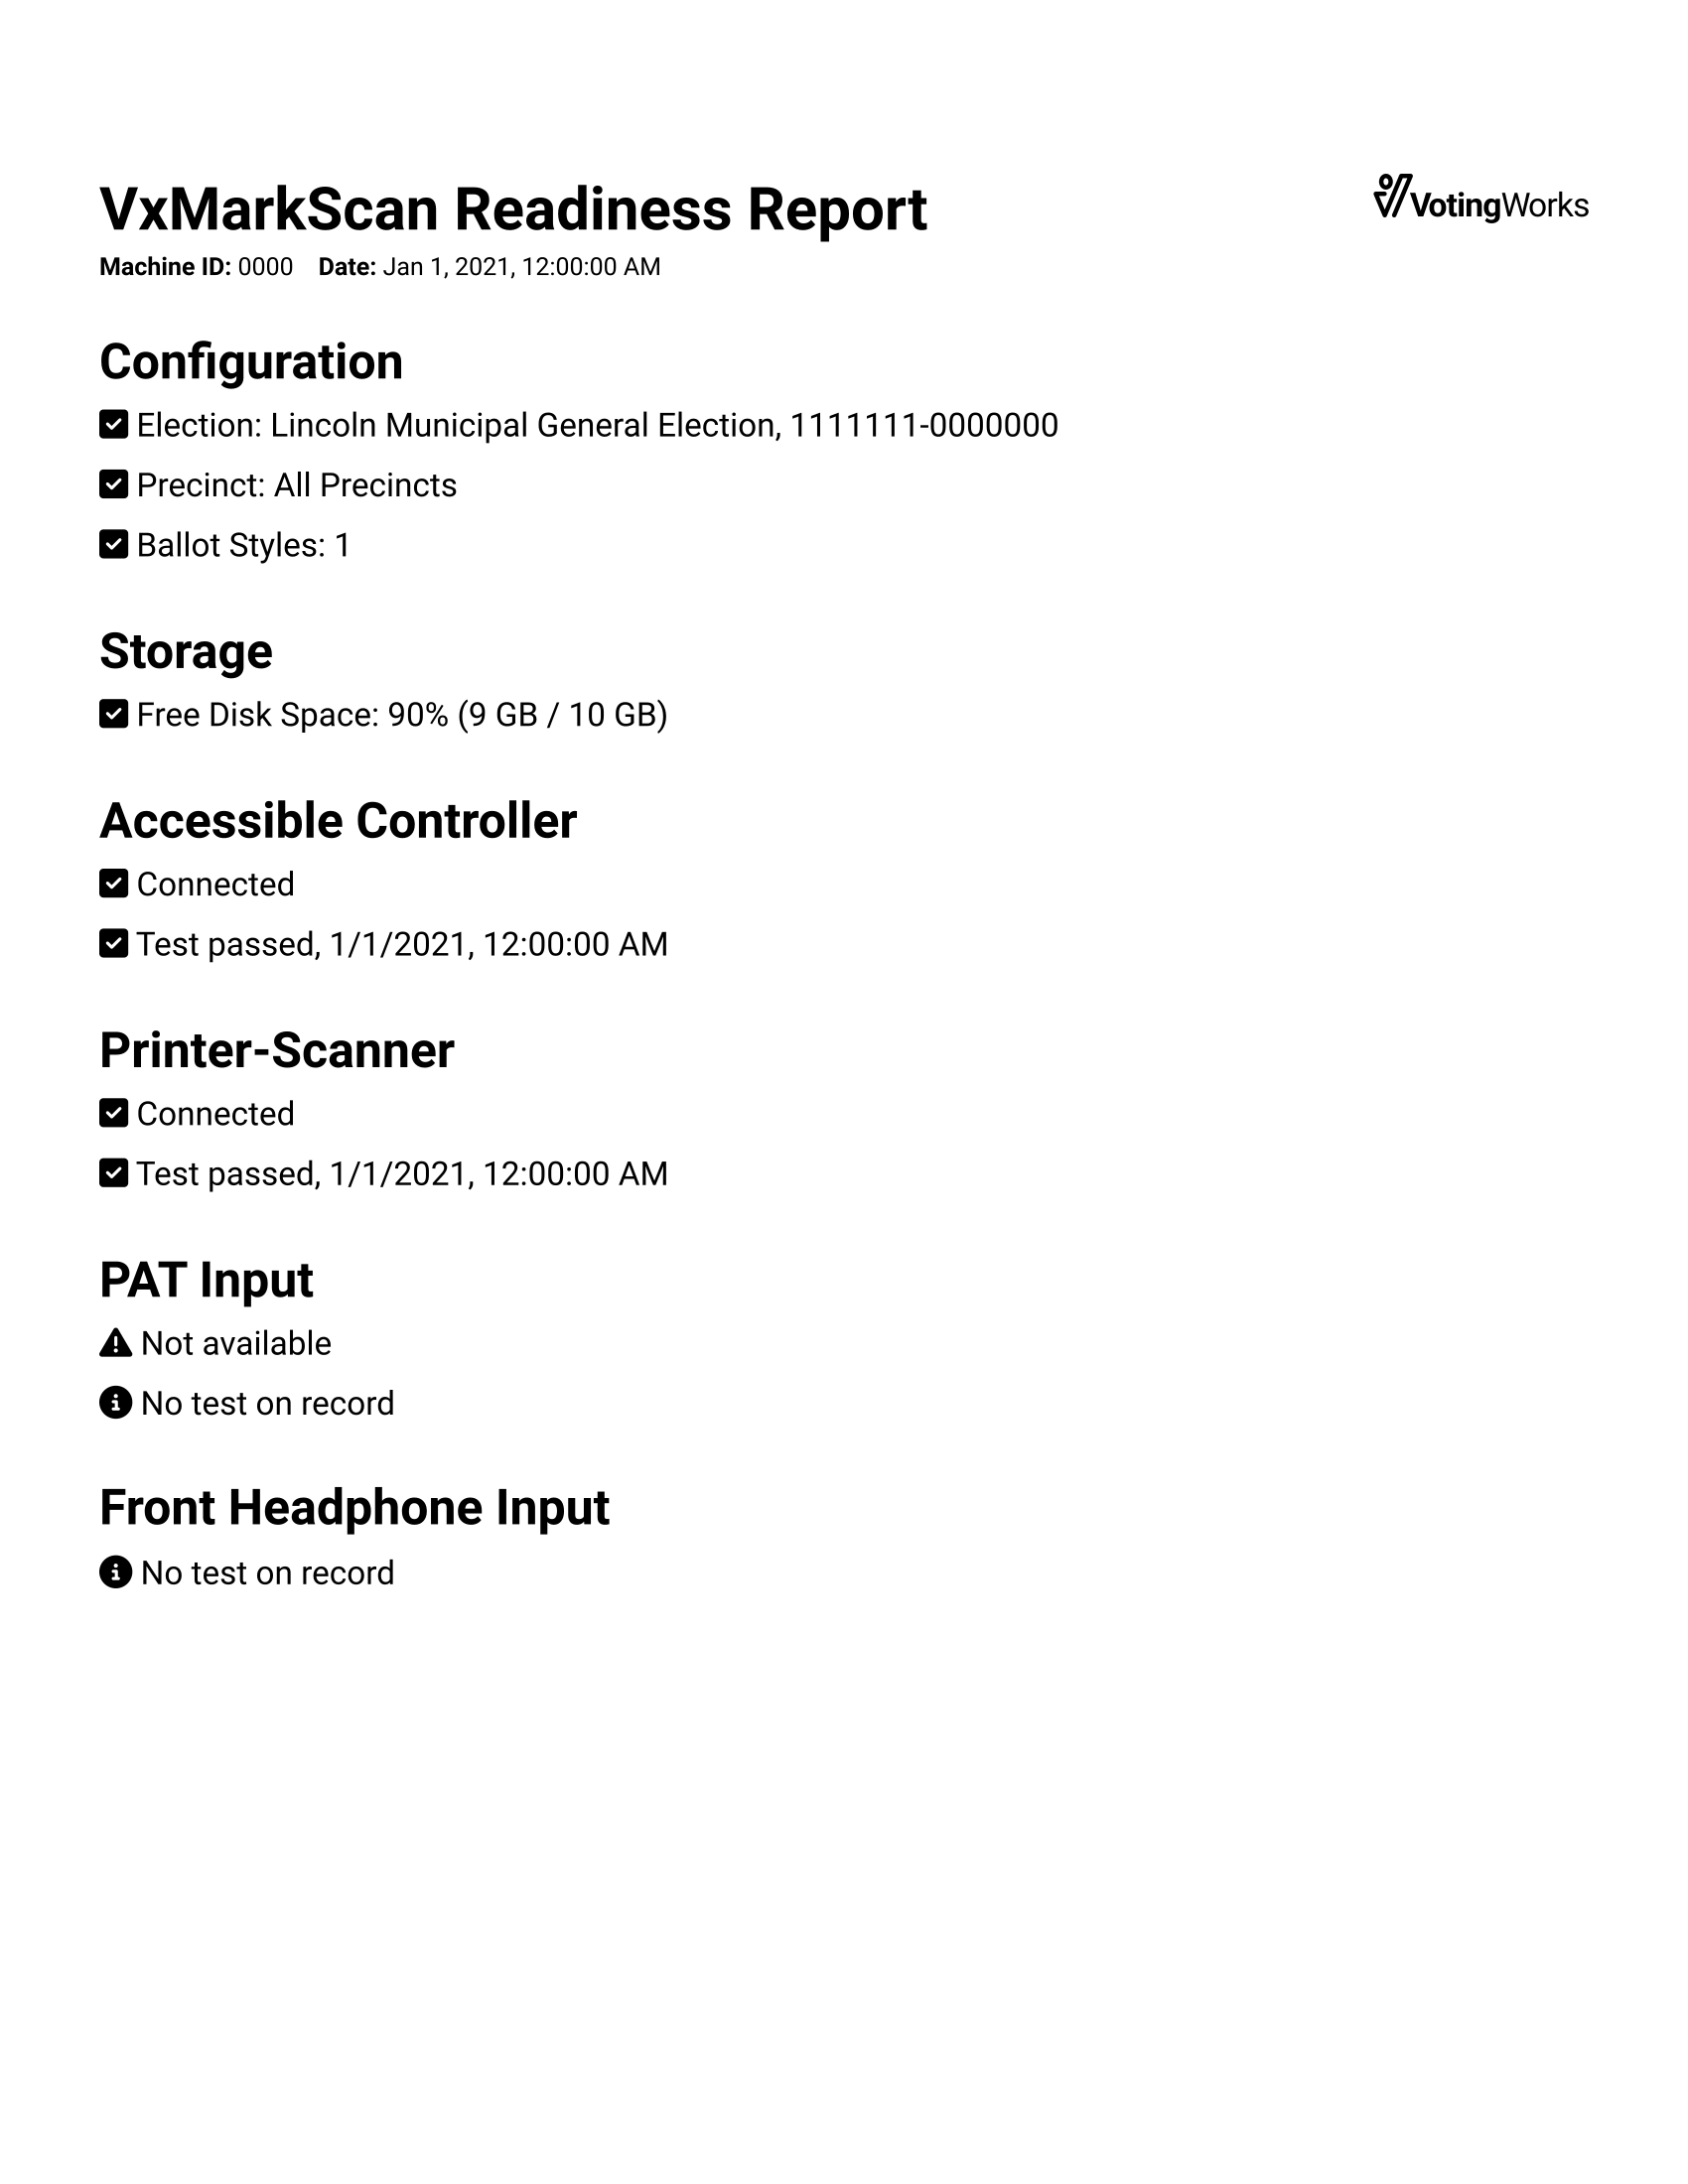 VxMarkScan Readiness Report
VotingWorks
Machine ID: 0000 Date: Jan 1, 2021, 12:00:00 AM
Configuration
Election: Lincoln Municipal General Election, 1111111-0000000
Precinct: All Precincts
Ballot Styles: 1
Storage
Free Disk Space: 90% (9 GB / 10 GB)
Accessible Controller
Connected
Test passed, 1/1/2021, 12:00:00 AM
Printer-Scanner
Connected
Test passed, 1/1/2021, 12:00:00 AM
PAT Input
Not available
No test on record
Front Headphone Input
No test on record